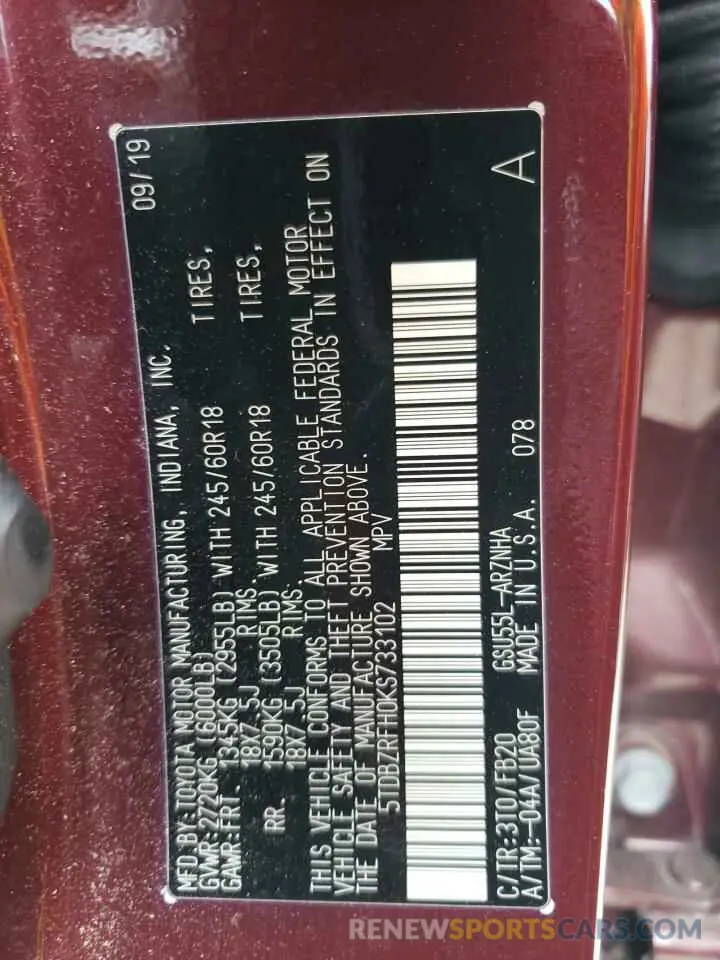 MFD BY:TOYOTA MOTOR MANUFACTURING, INDIANA, INC. 09/19
GVWR:2720KG (6000LB)
GAWR:FRT. 1345KG (2955LB) WITH 245/60R18 TIRES,
18X7.5J RIMS.
RR. 1590KG (3505LB) WITH 245/60R18 TIRES,
18X7.5J RIMS.
THIS VEHICLE CONFORMS TO ALL APPLICABLE FEDERAL MOTOR
VEHICLE SAFETY AND THEFT PREVENTION STANDARDS IN EFFECT ON
THE DATE OF MANUFACTURE SHOWN ABOVE.
5TDBZRFH0KS733102 MPV
C/TR:3T0/FB20 GSU55L-ARZNHA A
A/TM:-04A/UA80F MADE IN U.S.A. 078
RENEWSPORTSCARS.COM